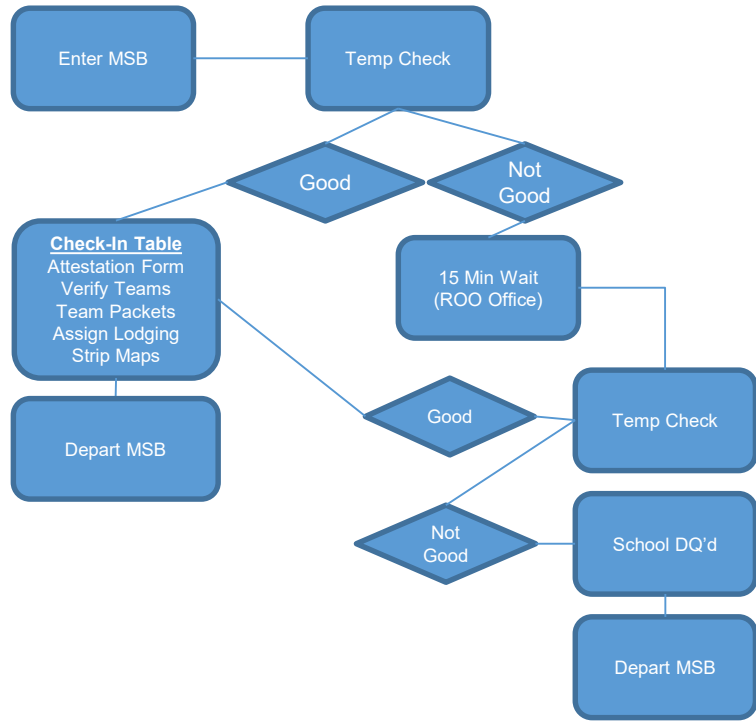 Enter MSB
Temp Check
Good
Not
Good
Check-In Table
Attestation Form
Verify Teams
Team Packets
Assign Lodging
Strip Maps
15 Min Wait
(ROO Office)
Depart MSB
Good
Temp Check
Not
Good
School DQ'd
Depart MSB